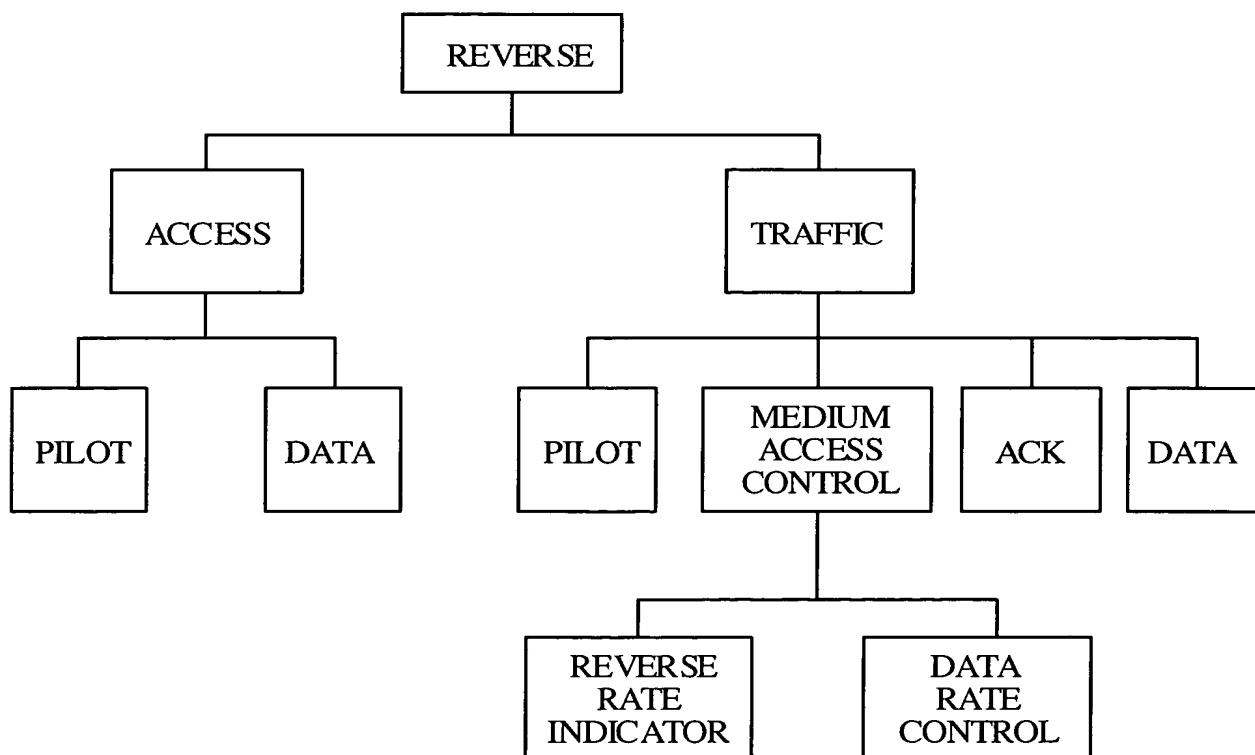 REVERSE
ACCESS
TRAFFIC
PILOT
DATA
PILOT
MEDIUM
ACCESS
CONTROL
ACK
DATA
REVERSE
RATE
INDICATOR
DATA
RATE
CONTROL